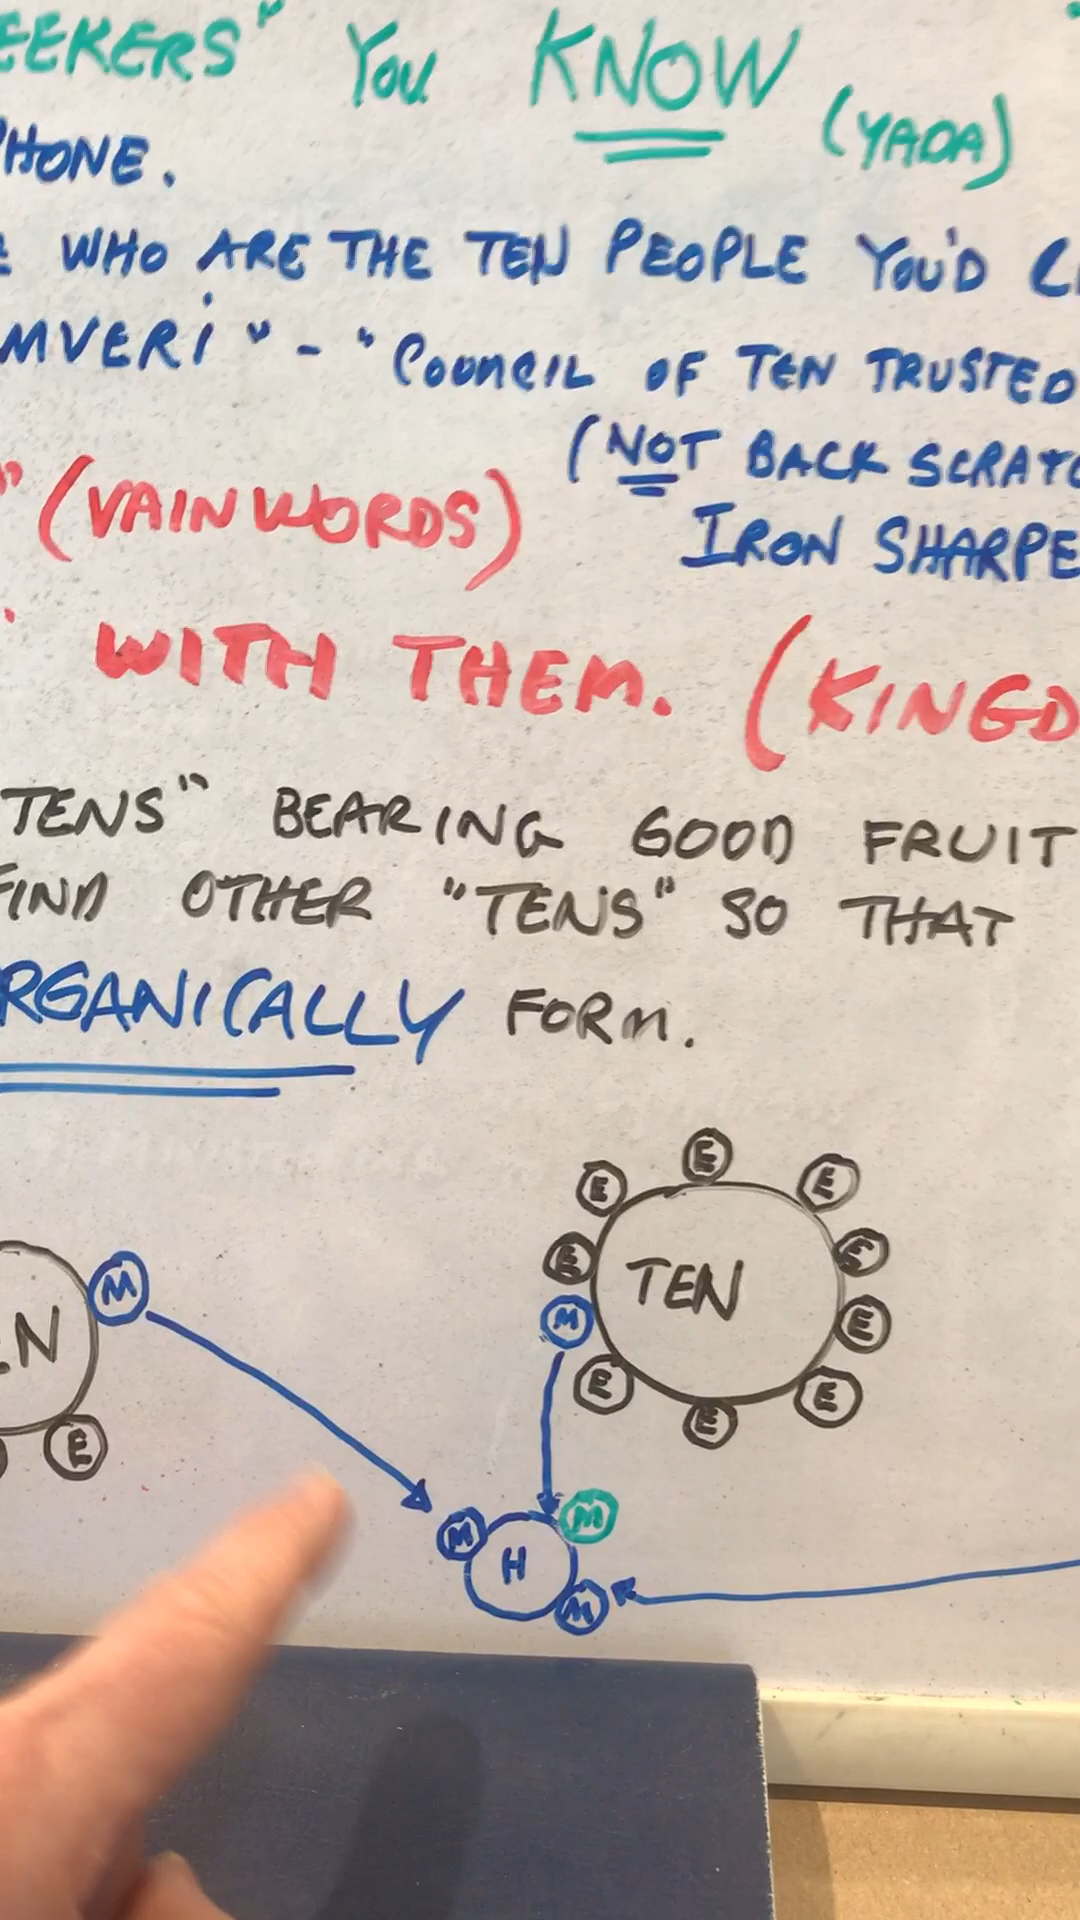 EEKERS" YOU KNOW (YADA)
PHONE.
WHO ARE THE TEN PEOPLE YOU'D
MVERI" - "COUNCIL OF TEN TRUSTED
(NOT BACK SCRATC
" (VAIN WORDS)
IRON SHARPE
WITH THEM. (KINGD
TENS" BEARING GOOD FRUIT
FIND OTHER "TENS" SO THAT
RGANICALLY FORM.
E
E E
E E
TEN
M E
M
N
E E
E
E
M
M
H
M